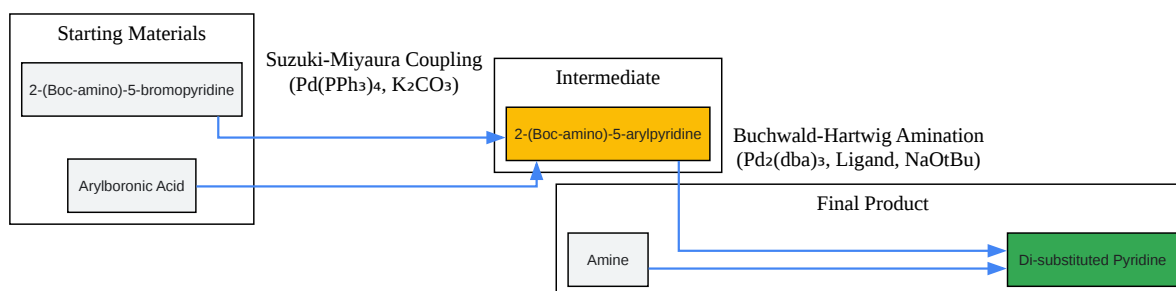 Starting Materials
2-(Boc-amino)-5-bromopyridine
Arylboronic Acid
Suzuki-Miyaura Coupling
(Pd(PPh₃)₄, K₂CO₃)
Intermediate
2-(Boc-amino)-5-arylpyridine
Buchwald-Hartwig Amination
(Pd₂(dba)₃, Ligand, NaOtBu)
Final Product
Amine
Di-substituted Pyridine